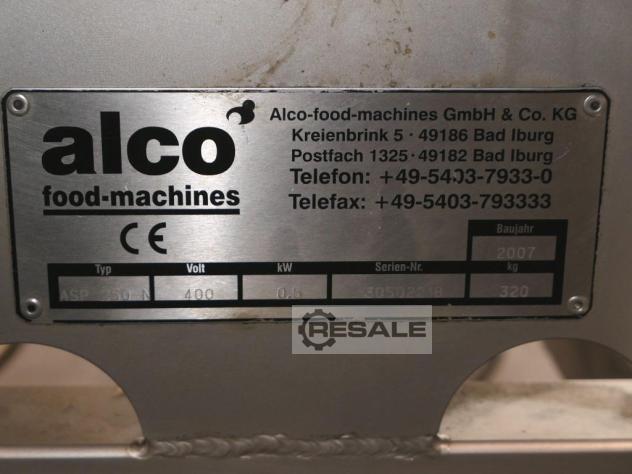 alco
food-machines
Alco-food-machines GmbH & Co. KG
Kreienbrink 5 · 49186 Bad Iburg
Postfach 1325 · 49182 Bad Iburg
Telefon: +49-5403-7933-0
Telefax: +49-5403-793333
CE
Baujahr
2007
Typ Volt kW Serien-Nr. kg
ASP 400 320
RESALE